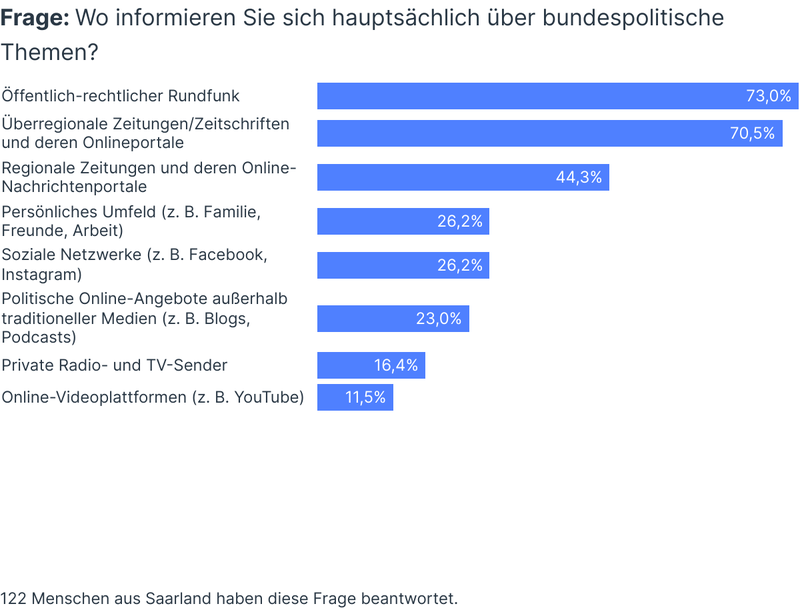 Frage: Wo informieren Sie sich hauptsächlich über bundespolitische
Themen?
Öffentlich-rechtlicher Rundfunk
73,0%
Überregionale Zeitungen/Zeitschriften
und deren Onlineportale
70,5%
Regionale Zeitungen und deren Online-
Nachrichtenportale
44,3%
Persönliches Umfeld (z. B. Familie,
Freunde, Arbeit)
26,2%
Soziale Netzwerke (z. B. Facebook,
Instagram)
26,2%
Politische Online-Angebote außerhalb
traditioneller Medien (z. B. Blogs,
Podcasts)
23,0%
Private Radio- und TV-Sender
16,4%
Online-Videoplattformen (z. B. YouTube)
11,5%
122 Menschen aus Saarland haben diese Frage beantwortet.